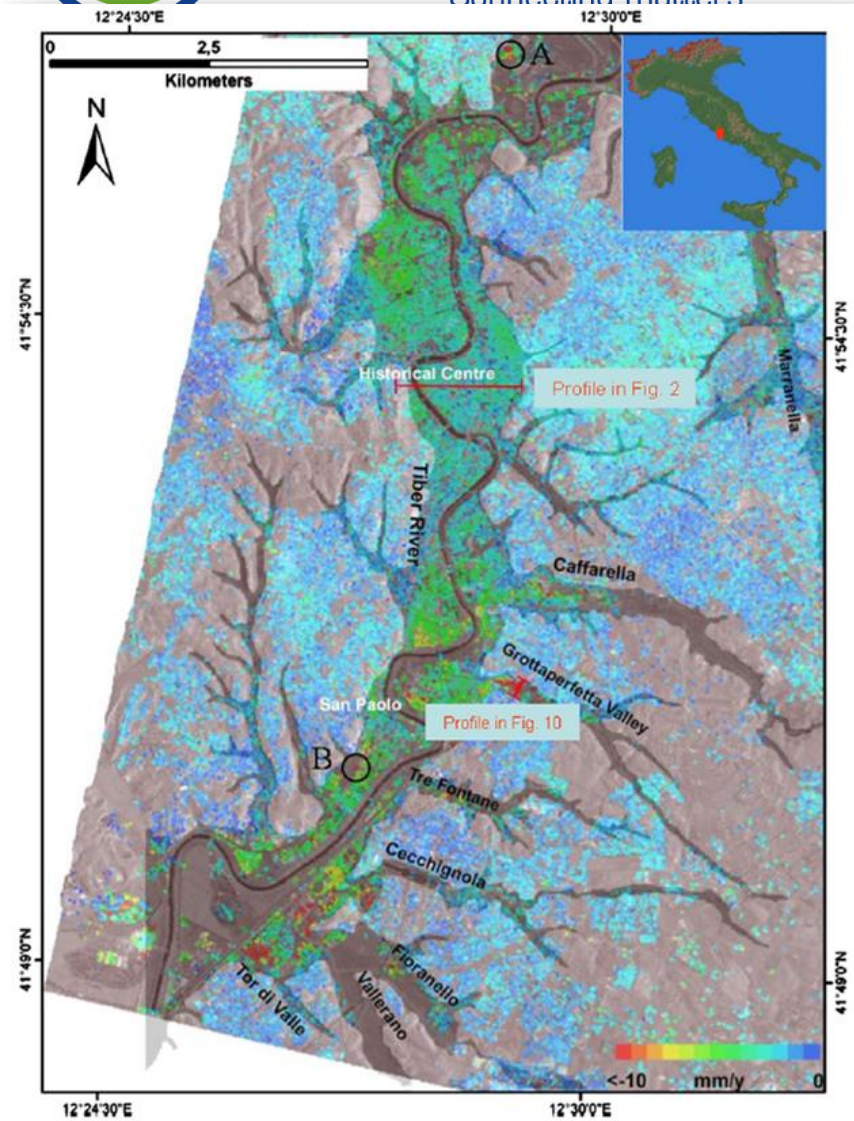 12°24'30"E
12°30'0"E
0
2,5
Kilometers
A
N
41°54'30"N
41°54'30"N
Marranella
Historical Centre
Profile in Fig. 2
Tiber River
Caffarella
Grottaperfetta Valley
San Paolo
Profile in Fig. 10
B
Tre Fontane
Cecchignola
Fioranello
Vallerano
Tor di Valle
41°49'0"N
41°49'0"N
<-10
mm/y
0
12°24'30"E
12°30'0"E